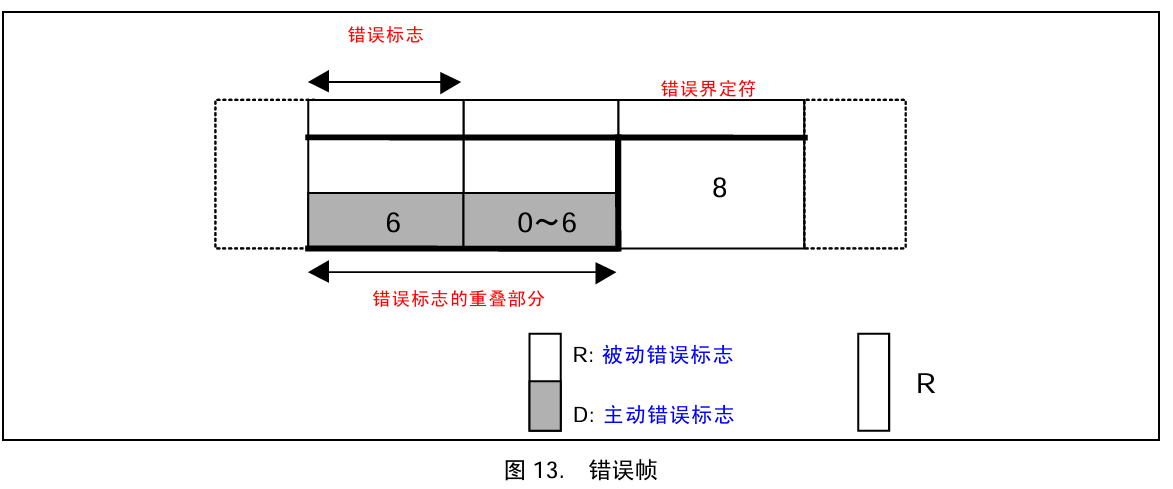 错误标志
错误界定符
8
6
0～6
错误标志的重叠部分
R: 被动错误标志
R
D: 主动错误标志
图 13. 错误帧